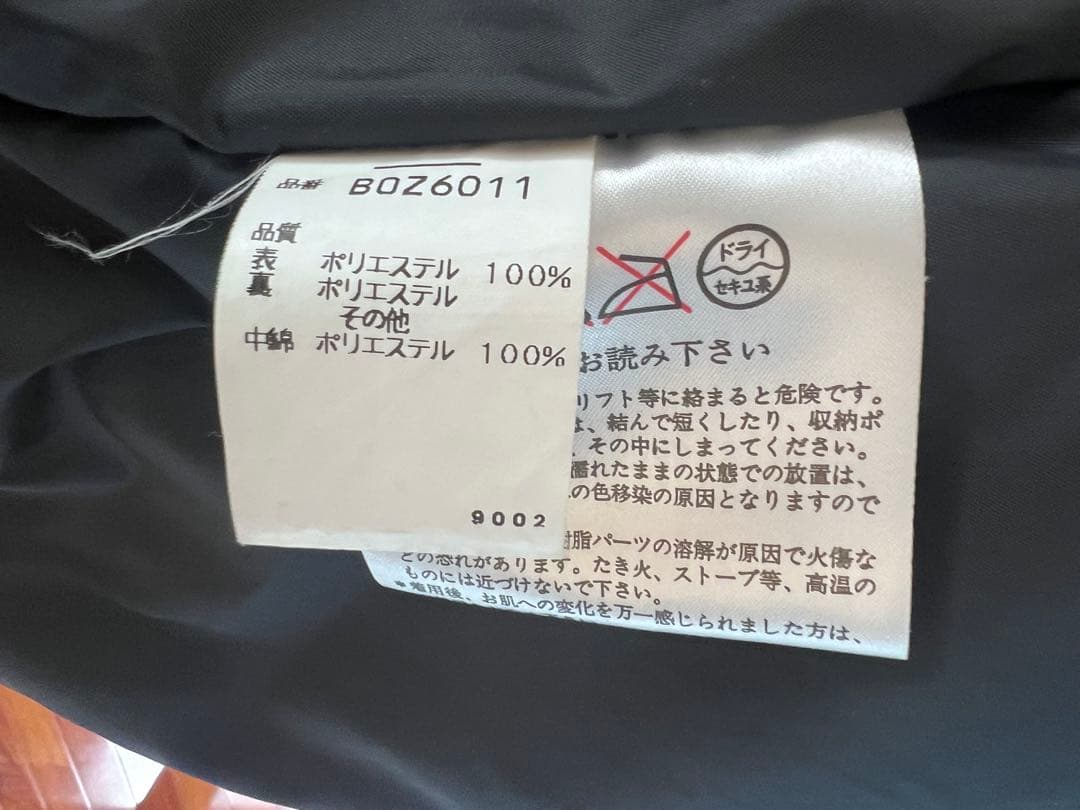 品番 BOZ6011
品質
表 ポリエステル 100%
裏 ポリエステル
その他
中綿 ポリエステル 100%
9002
ドライ
セキユ系
お読み下さい
リフト等に絡まると危険です。
は、結んで短くしたり、収納ポ
その中にしまってください。
濡れたままの状態での放置は、
の色移染の原因となりますので
樹脂パーツの溶解が原因で火傷な
どの恐れがあります。たき火、ストーブ等、高温の
ものには近づけないで下さい。
*着用後、お肌への変化を万一感じられました方は、